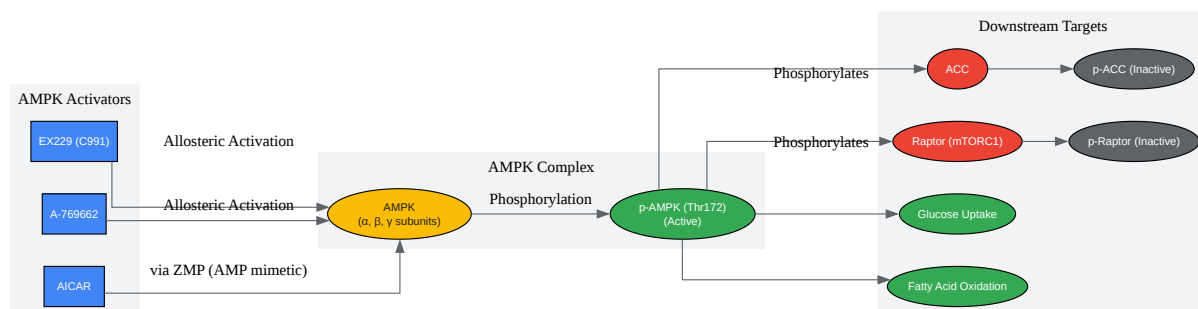 AMPK Activators
EX229 (C991)
A-769662
AICAR
Allosteric Activation
Allosteric Activation
via ZMP (AMP mimetic)
AMPK Complex
AMPK
(α, β, γ subunits)
Phosphorylation
p-AMPK (Thr172)
(Active)
Phosphorylates
Phosphorylates
Downstream Targets
ACC
p-ACC (Inactive)
Raptor (mTORC1)
p-Raptor (Inactive)
Glucose Uptake
Fatty Acid Oxidation